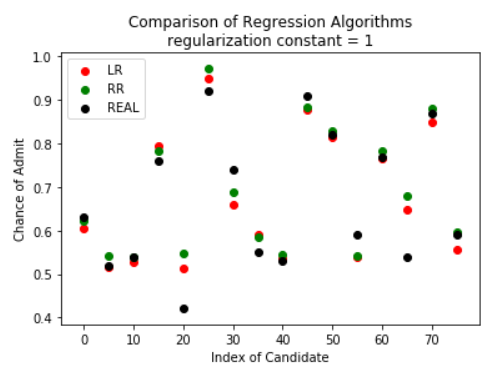 Comparison of Regression Algorithms
regularization constant = 1
LR
RR
REAL
Chance of Admit
1.0
0.9
0.8
0.7
0.6
0.5
0.4
0 10 20 30 40 50 60 70
Index of Candidate